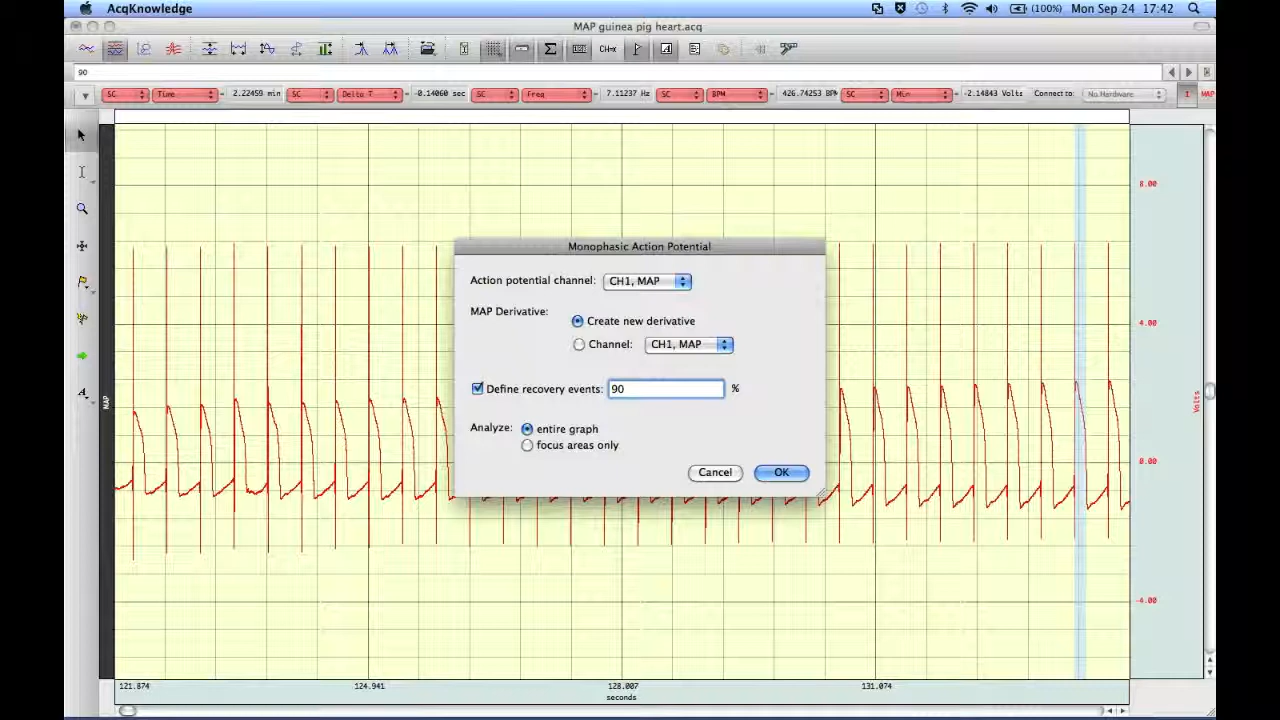 AcqKnowledge (100%) Mon Sep 24 17:42
MAP guinea pig heart.acq
CH×
90
SC Time = 2.22459 min SC Delta T = -0.14060 sec SC Freq = 7.11237 Hz SC BPM = 426.74253 BPM SC Min = -2.14843 Volts Connect to: No Hardware 1 MAP
Monophasic Action Potential
Action potential channel: CH1, MAP
MAP Derivative:
Create new derivative
Channel: CH1, MAP
Define recovery events: 90 %
Analyze: entire graph
focus areas only
Cancel OK
MAP
8.00
4.00
Volts
0.00
-4.00
121.874 124.941 128.007 131.074
seconds